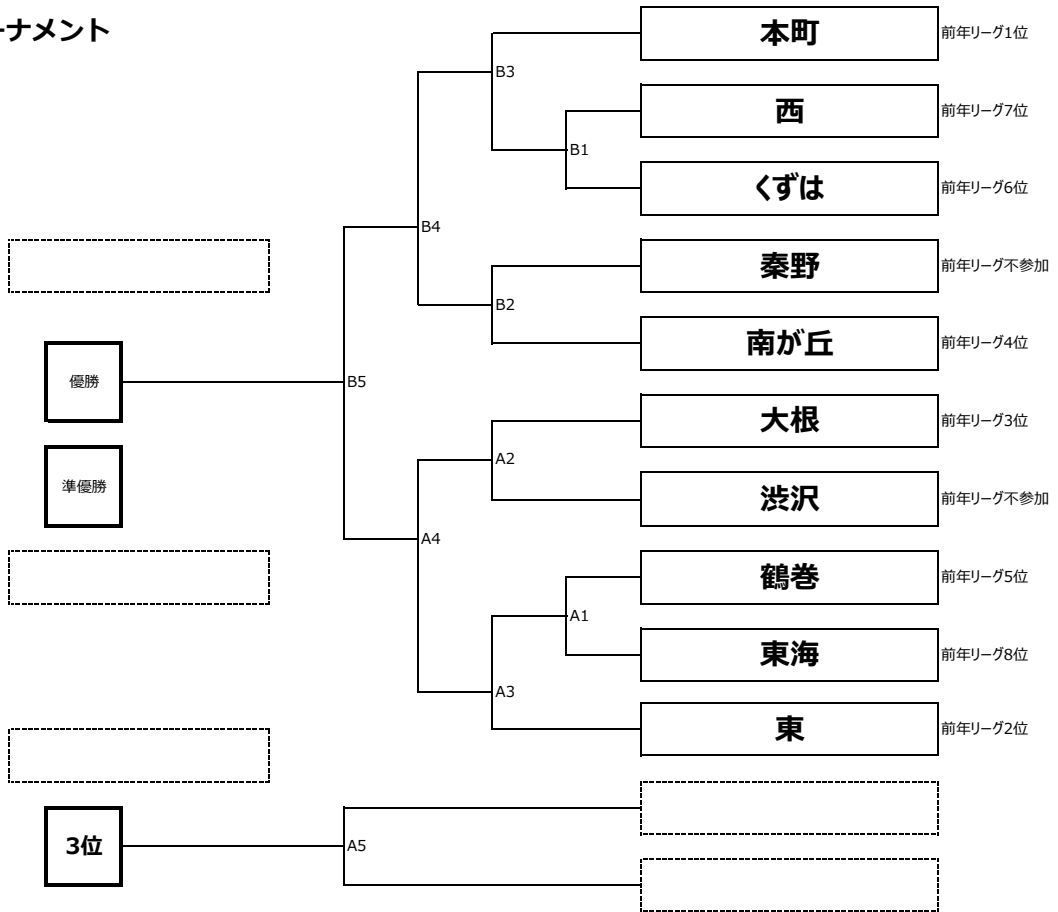 ーナメント
本町 前年リーグ1位
B3
西 前年リーグ7位
B1
くずは 前年リーグ6位
B4
秦野 前年リーグ不参加
B2
南が丘 前年リーグ4位
優勝
B5
大根 前年リーグ3位
A2
準優勝
渋沢 前年リーグ不参加
A4
鶴巻 前年リーグ5位
A1
東海 前年リーグ8位
A3
東 前年リーグ2位
3位
A5